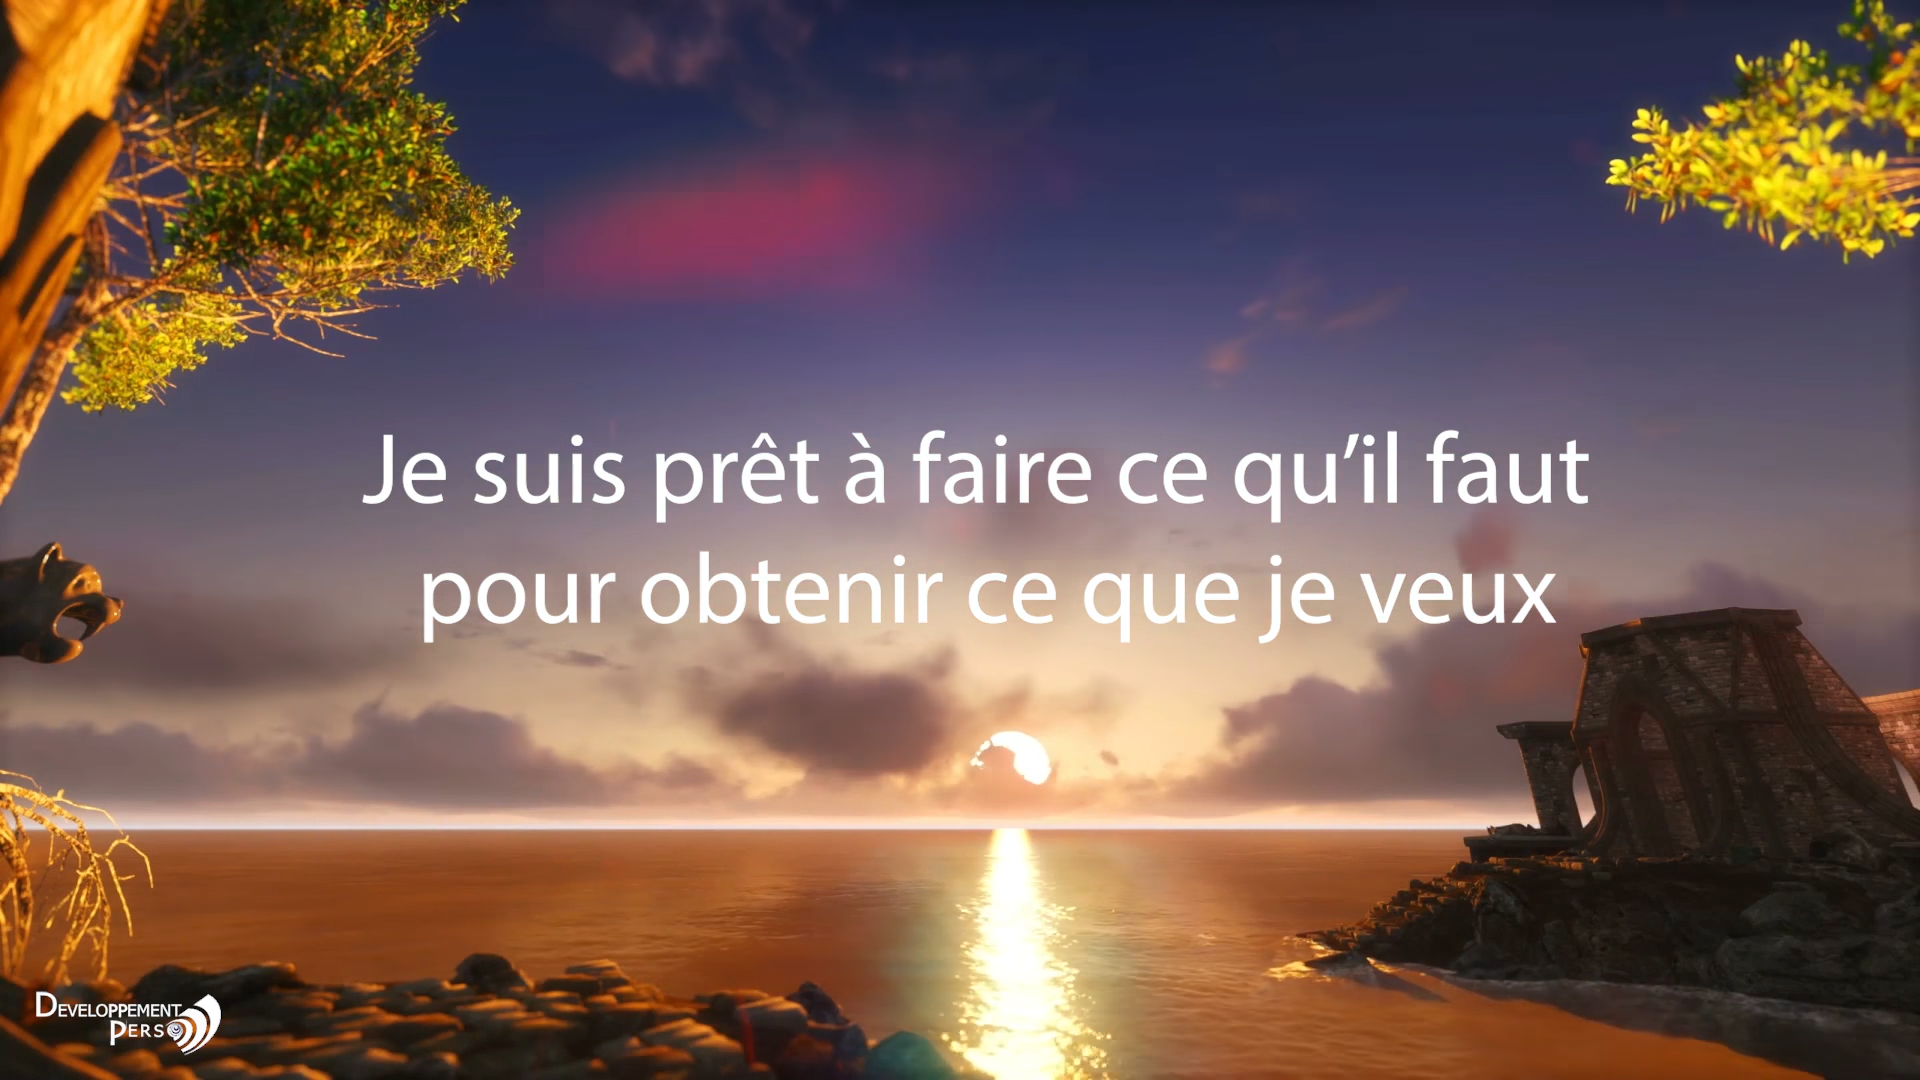 Je suis prêt à faire ce qu’il faut
pour obtenir ce que je veux
DEVELOPPEMENT
PERSO